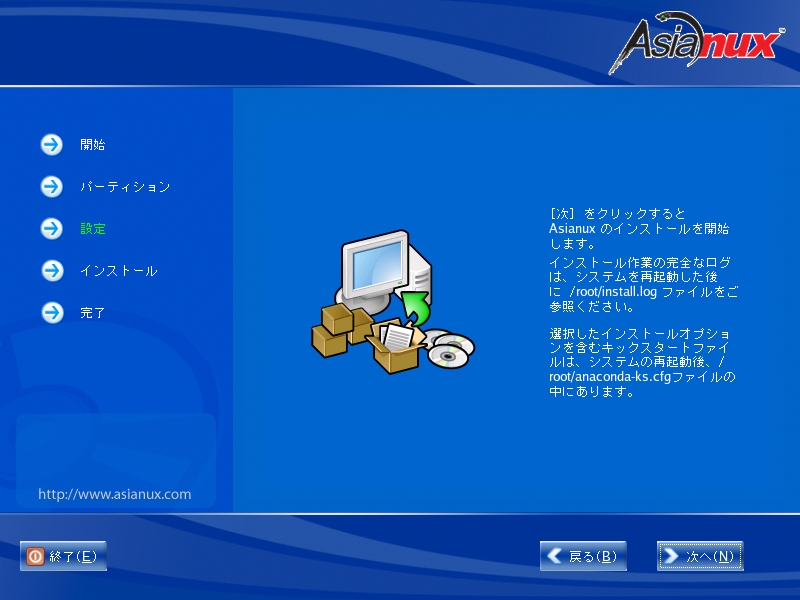 Asianux™
開始
パーティション
設定
インストール
完了
[次] をクリックすると
Asianux のインストールを開始
します。
インストール作業の完全なログ
は、システムを再起動した後
に /root/install.log ファイルをご
参照ください。
選択したインストールオプショ
ンを含むキックスタートファイ
ルは、システムの再起動後、/
root/anaconda-ks.cfgファイルの
中にあります。
http://www.asianux.com
終了(E)
戻る(B)
次へ(N)